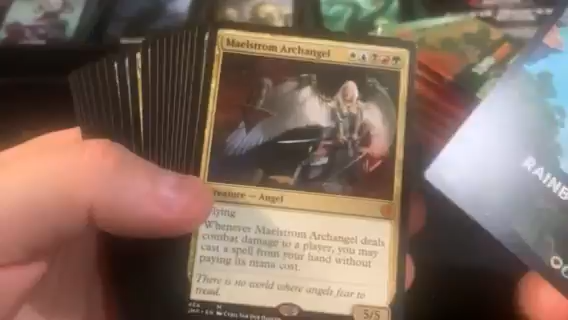 Maelstrom Archangel
Creature — Angel
Flying
Whenever Maelstrom Archangel deals
combat damage to a player, you may
cast a spell from your hand without
paying its mana cost.
There is no world where angels fear to
tread.
5/5
RAINB